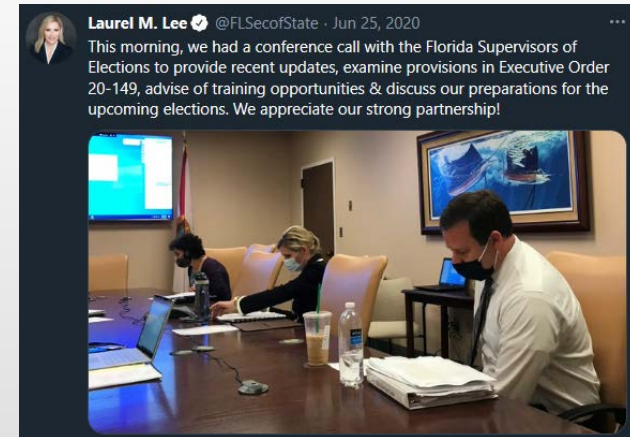 Laurel M. Lee @FLSecofState · Jun 25, 2020
This morning, we had a conference call with the Florida Supervisors of
Elections to provide recent updates, examine provisions in Executive Order
20-149, advise of training opportunities & discuss our preparations for the
upcoming elections. We appreciate our strong partnership!